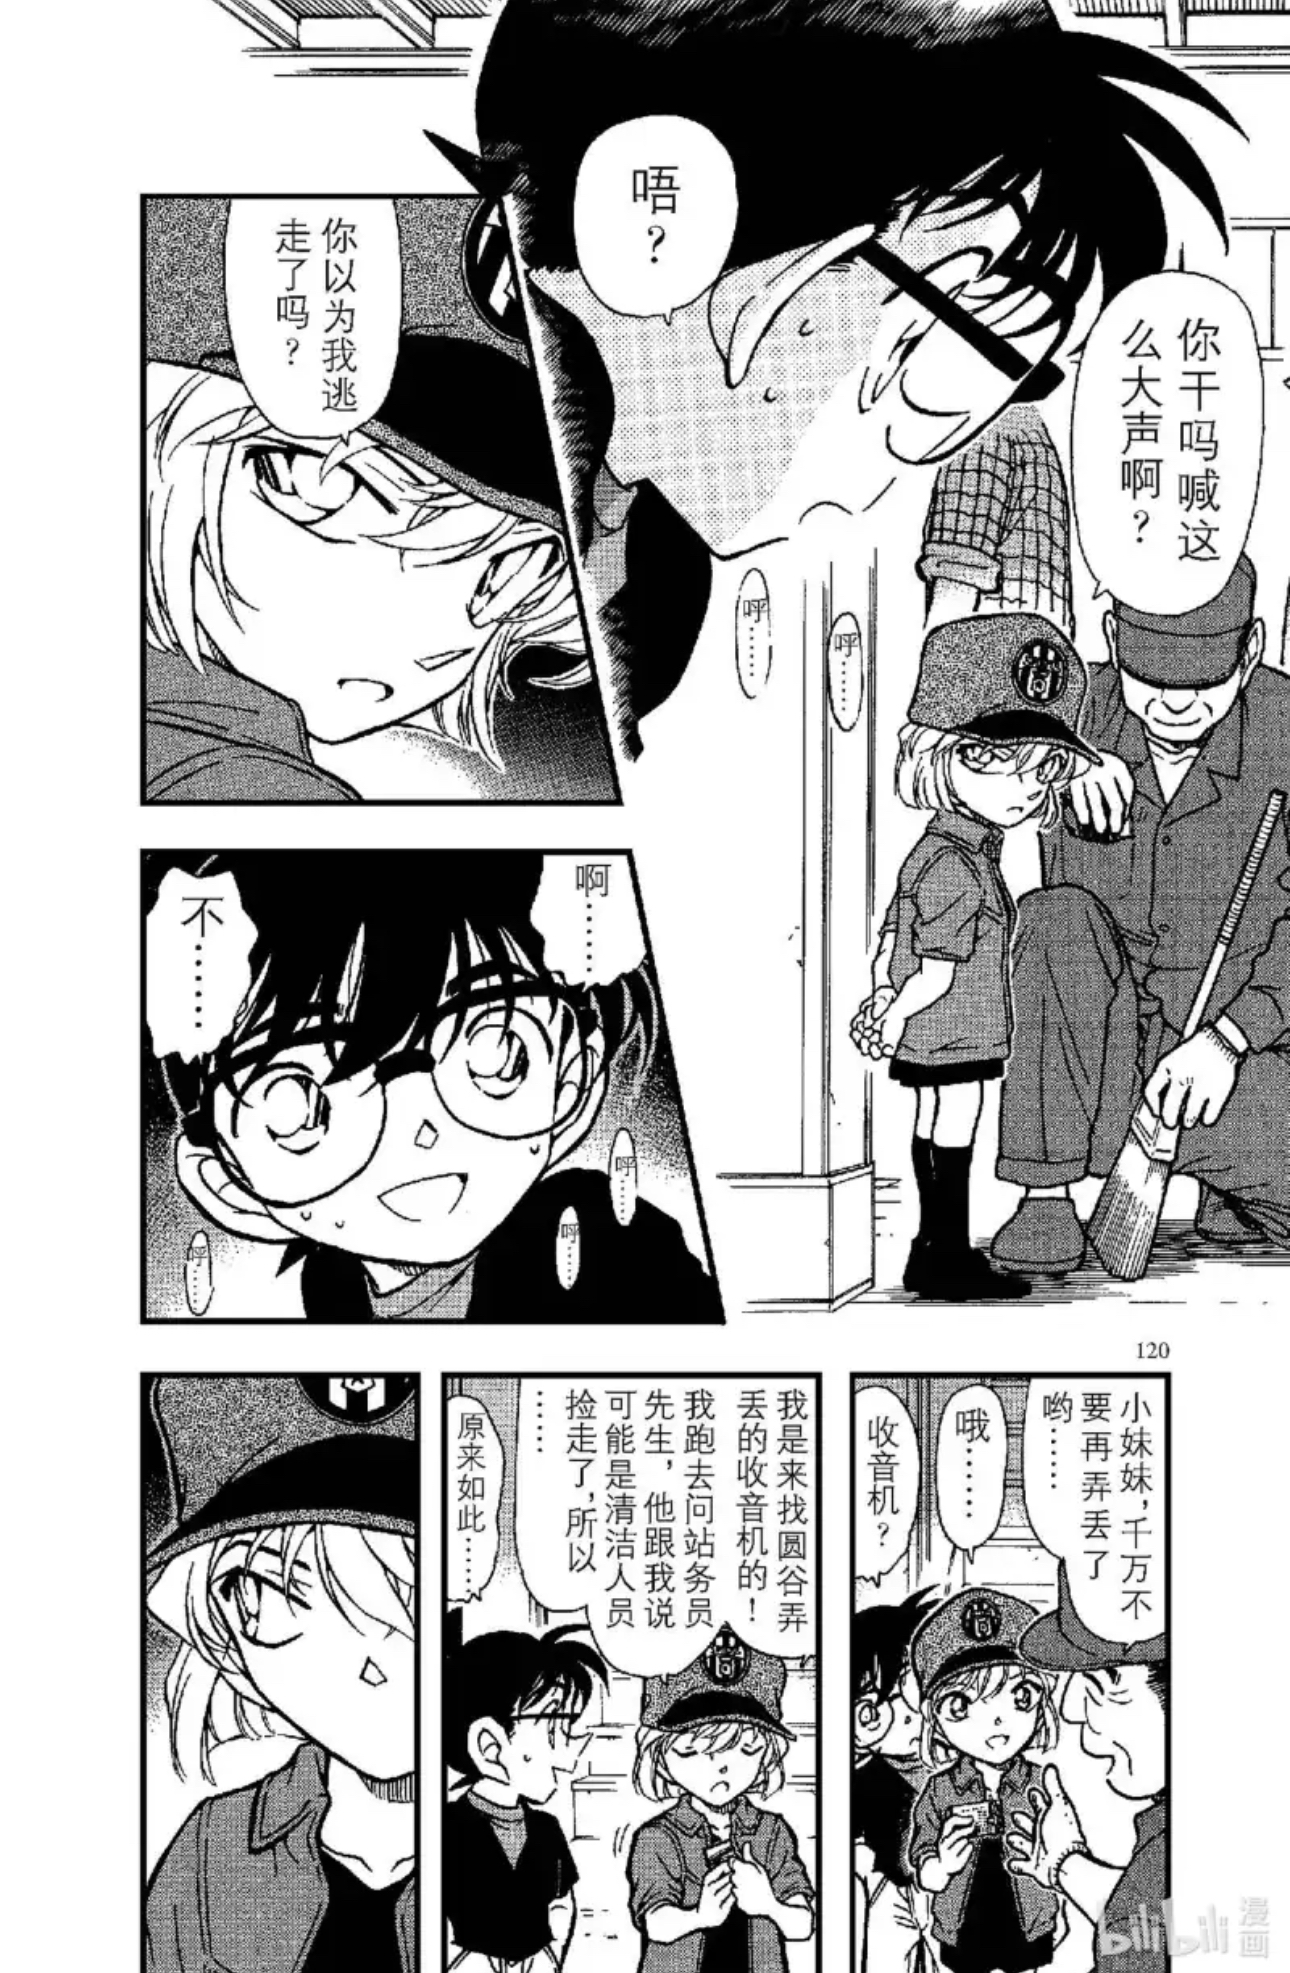 你干吗喊这
么大声啊?
唔?
呼……
呼……
你以为我逃
走了吗?
啊……
不……
呼……
呼……
呼……
120
小妹妹,千万不
要再弄丢了
哟……
哦……
收音机?
我是来找圆谷弄
丢的收音机的!
我跑去问站务员
先生,他跟我说
可能是清洁人员
捡走了,所以
……
原来如此……
bilibili
漫画